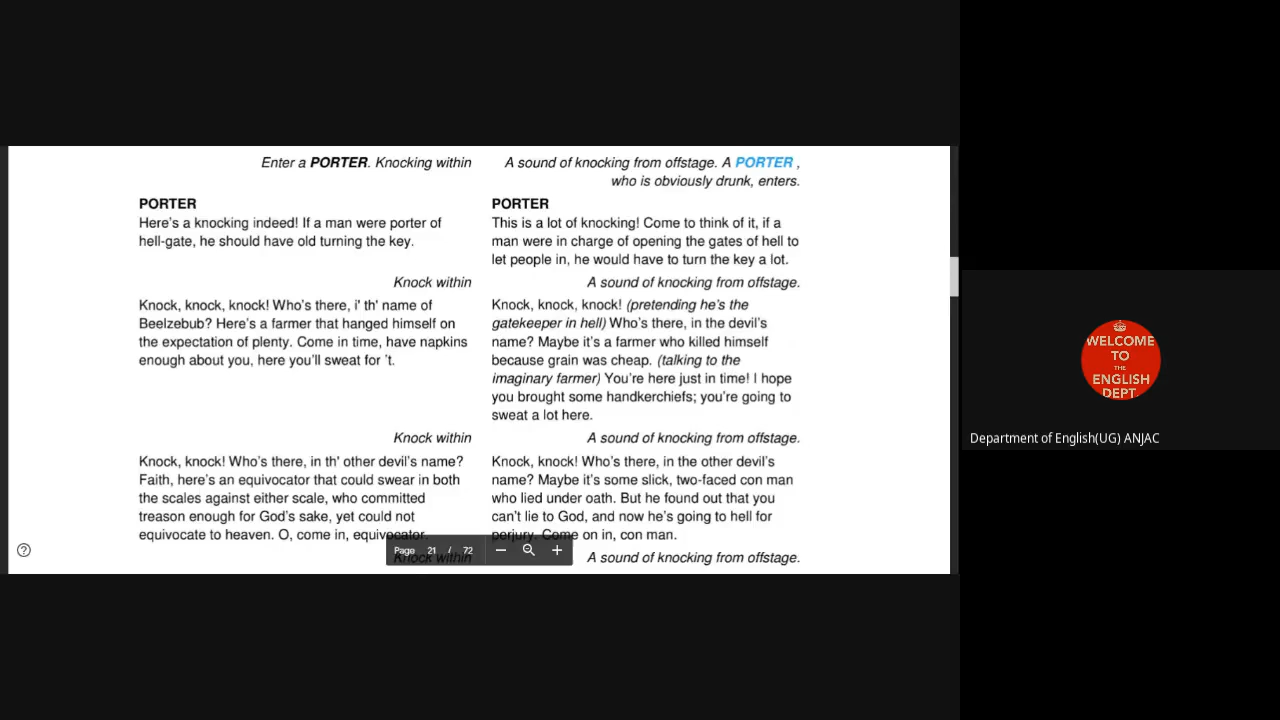 Enter a PORTER. Knocking within
PORTER
Here's a knocking indeed! If a man were porter of
hell-gate, he should have old turning the key.
Knock within
Knock, knock, knock! Who's there, i' th' name of
Beelzebub? Here's a farmer that hanged himself on
the expectation of plenty. Come in time, have napkins
enough about you, here you'll sweat for 't.
Knock within
Knock, knock! Who's there, in th' other devil's name?
Faith, here's an equivocator that could swear in both
the scales against either scale, who committed
treason enough for God's sake, yet could not
equivocate to heaven. O, come in, equivocator.
Knock within
A sound of knocking from offstage. A PORTER ,
who is obviously drunk, enters.
PORTER
This is a lot of knocking! Come to think of it, if a
man were in charge of opening the gates of hell to
let people in, he would have to turn the key a lot.
A sound of knocking from offstage.
Knock, knock, knock! (pretending he's the
gatekeeper in hell) Who's there, in the devil's
name? Maybe it's a farmer who killed himself
because grain was cheap. (talking to the
imaginary farmer) You're here just in time! I hope
you brought some handkerchiefs; you're going to
sweat a lot here.
A sound of knocking from offstage.
Knock, knock! Who's there, in the other devil's
name? Maybe it's some slick, two-faced con man
who lied under oath. But he found out that you
can't lie to God, and now he's going to hell for
perjury. Come on in, con man.
A sound of knocking from offstage.
Page 21 / 72
WELCOME
TO
THE
ENGLISH
DEPT
Department of English(UG) ANJAC